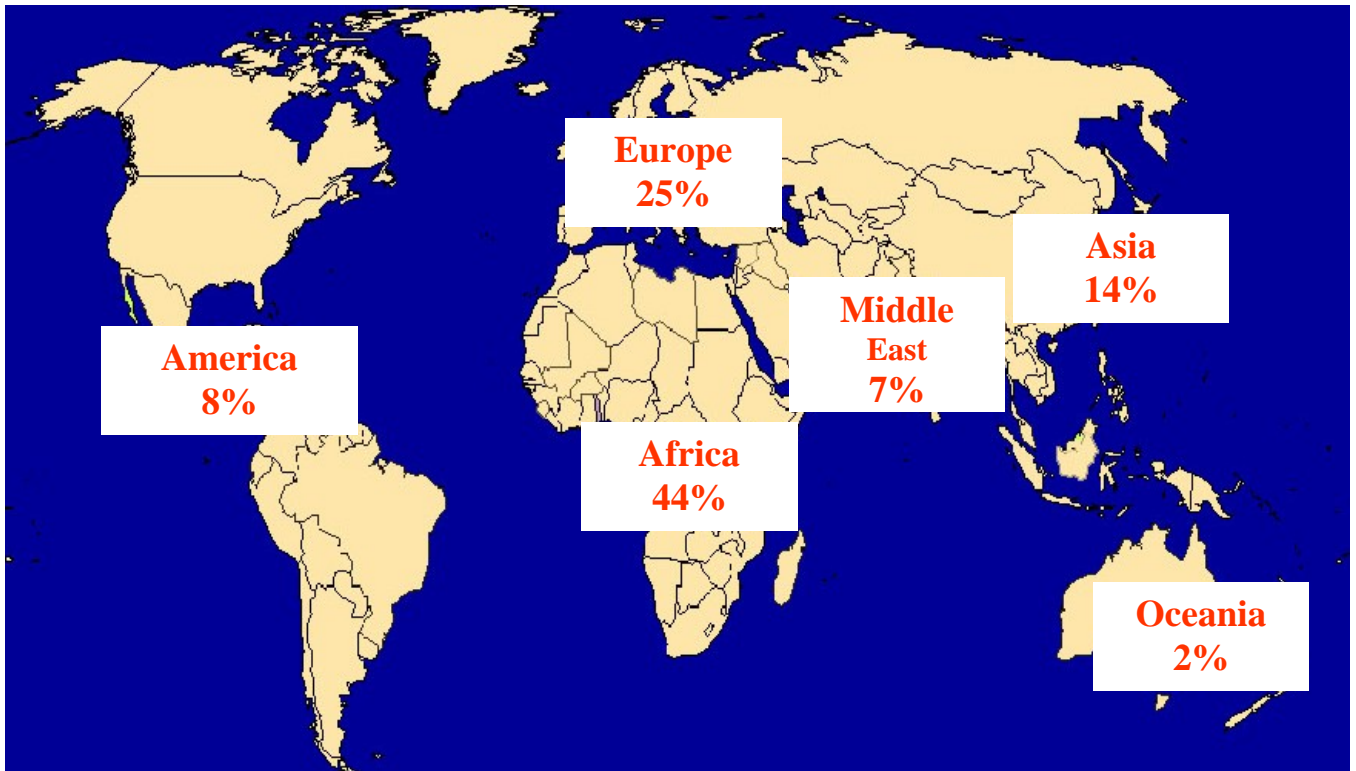 Europe
25%
Asia
14%
Middle
East
7%
America
8%
Africa
44%
Oceania
2%